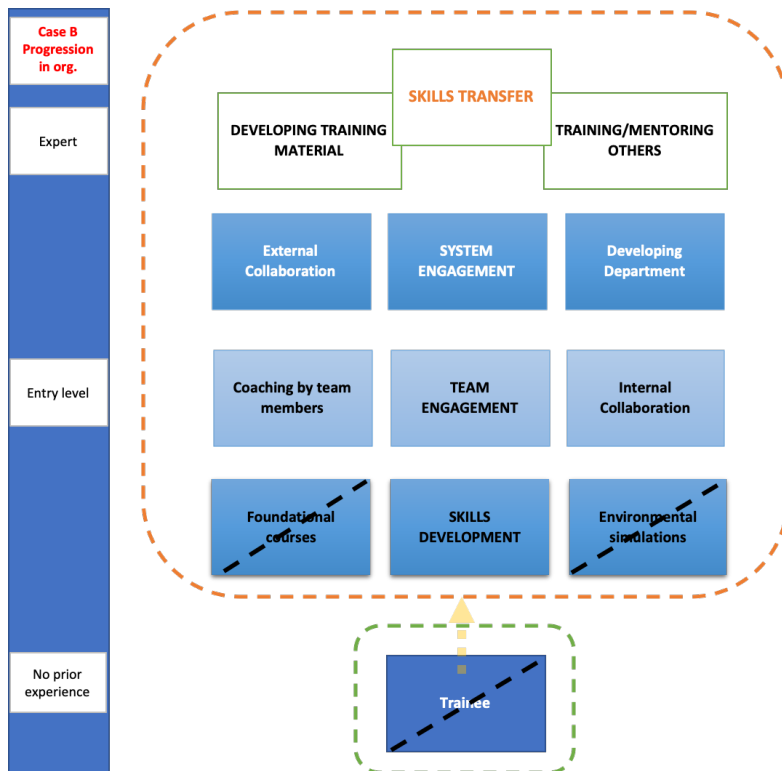 Case B
Progression
in org.
Expert
Entry level
No prior
experience
SKILLS TRANSFER
DEVELOPING TRAINING
MATERIAL
TRAINING/MENTORING
OTHERS
External
Collaboration
SYSTEM
ENGAGEMENT
Developing
Department
Coaching by team
members
TEAM
ENGAGEMENT
Internal
Collaboration
Foundational
courses
SKILLS
DEVELOPMENT
Environmental
simulations
Trainee